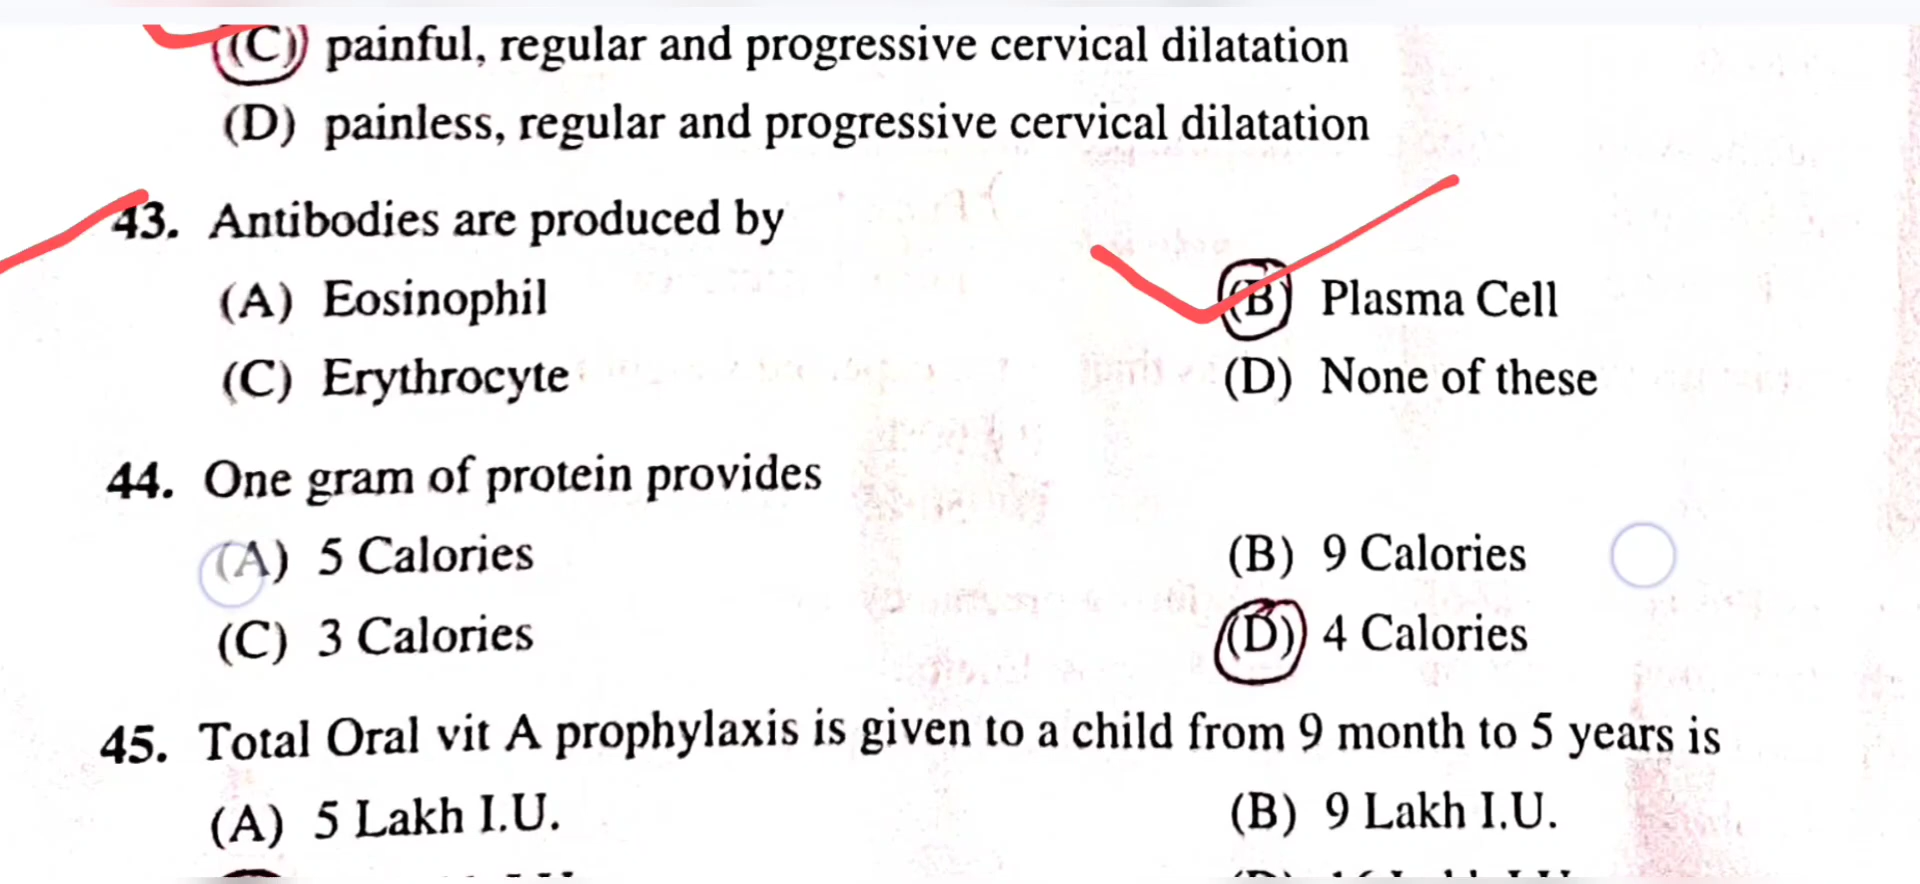 (C) painful, regular and progressive cervical dilatation
(D) painless, regular and progressive cervical dilatation
43. Antibodies are produced by
(A) Eosinophil (B) Plasma Cell
(C) Erythrocyte (D) None of these
44. One gram of protein provides
(A) 5 Calories (B) 9 Calories
(C) 3 Calories (D) 4 Calories
45. Total Oral vit A prophylaxis is given to a child from 9 month to 5 years is
(A) 5 Lakh I.U. (B) 9 Lakh I.U.